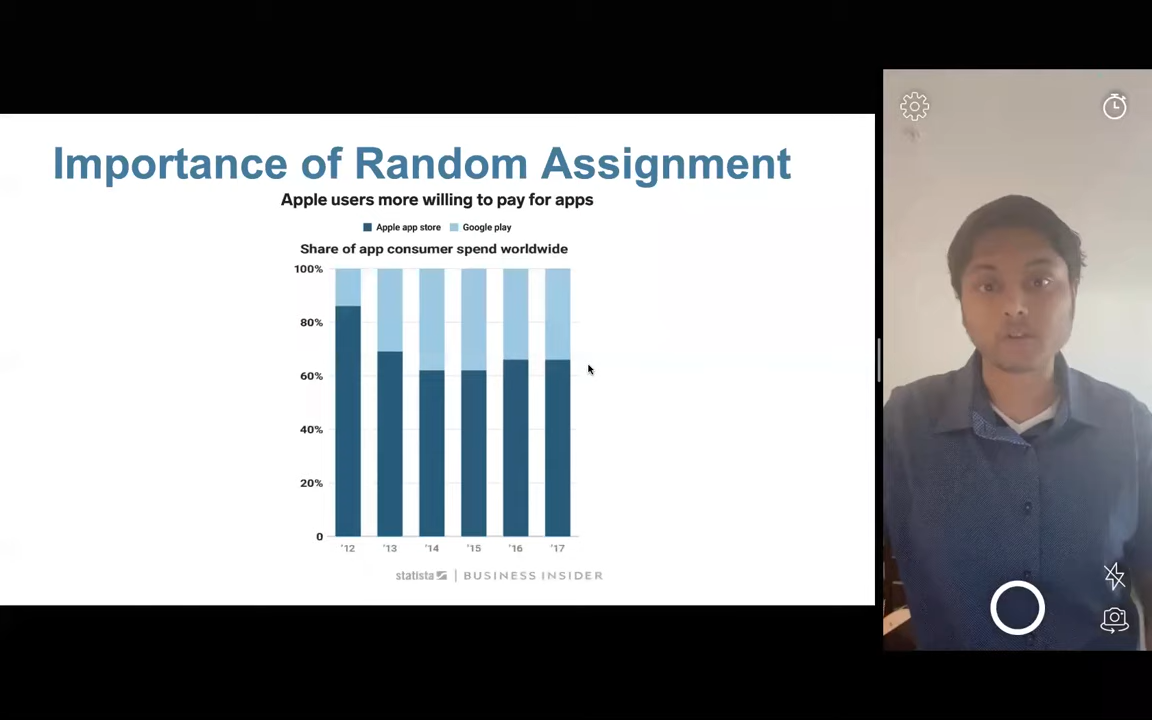 Importance of Random Assignment
Apple users more willing to pay for apps
Apple app store Google play
Share of app consumer spend worldwide
100%
80%
60%
40%
20%
0
'12 '13 '14 '15 '16 '17
statista | BUSINESS INSIDER